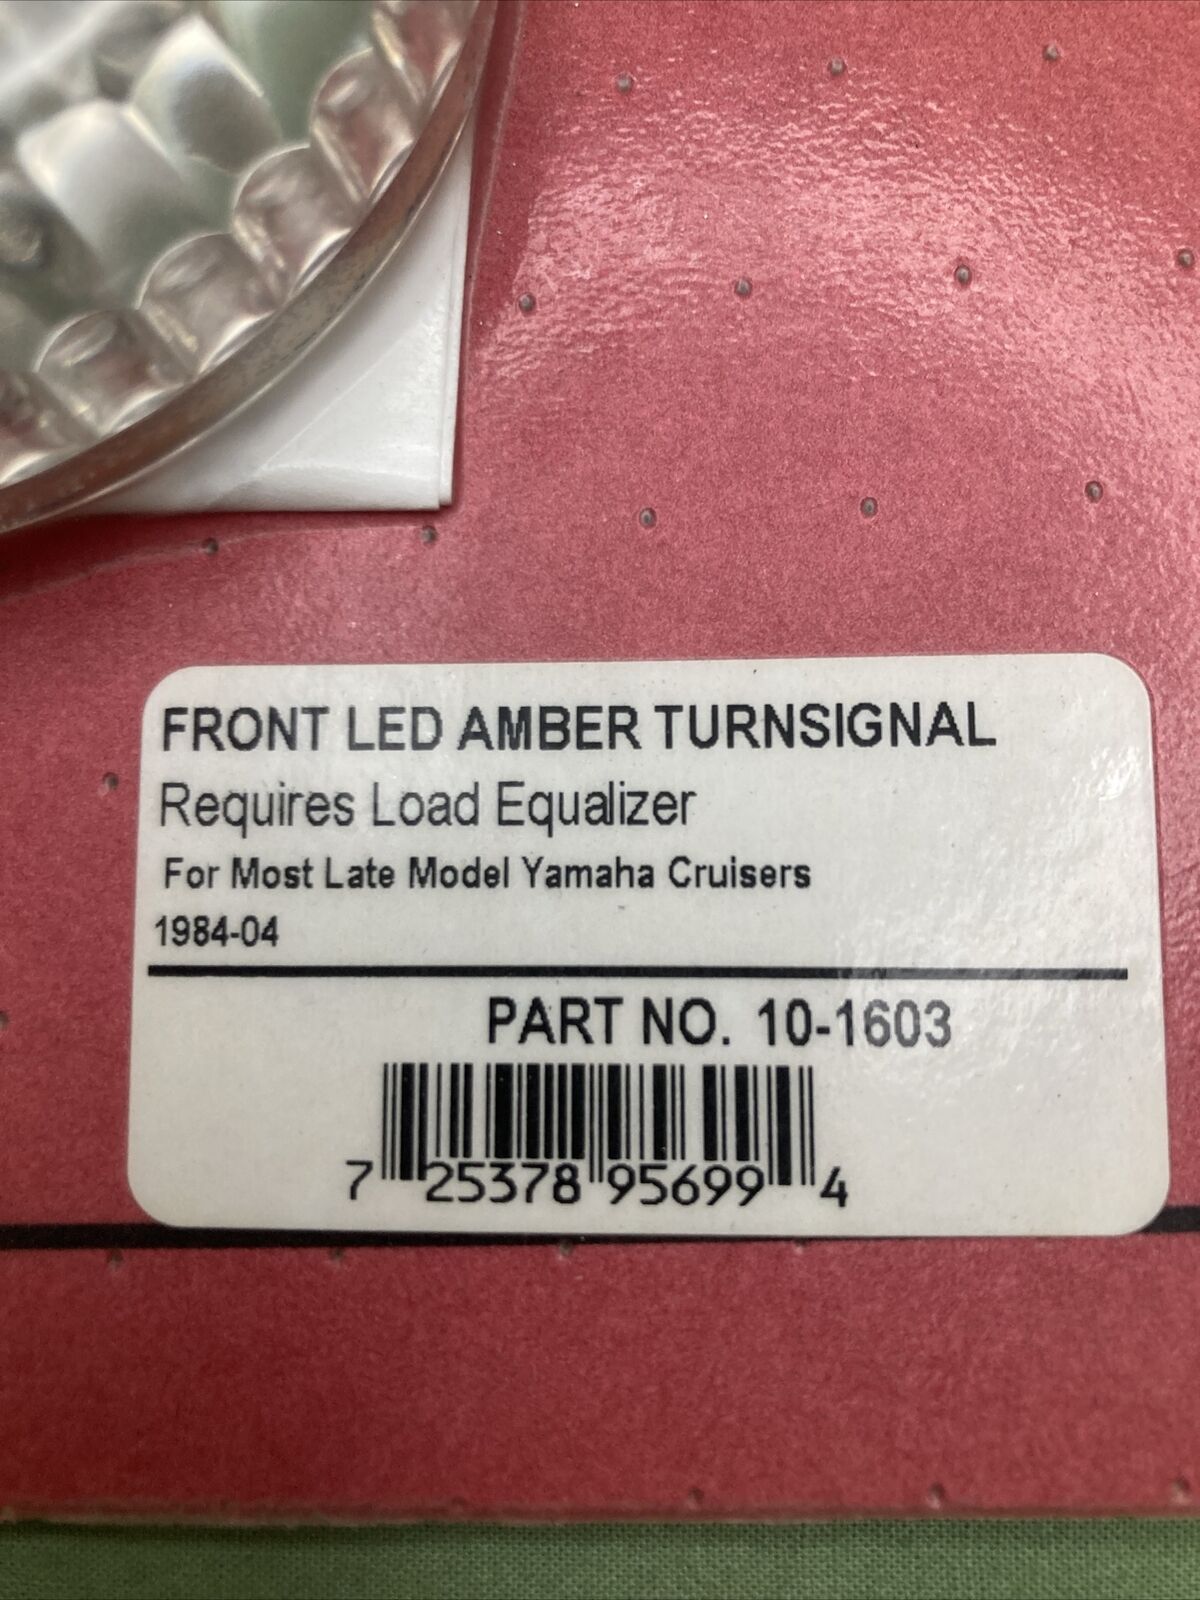 FRONT LED AMBER TURNSIGNAL
Requires Load Equalizer
For Most Late Model Yamaha Cruisers
1984-04
PART NO. 10-1603
7 25378 95699 4